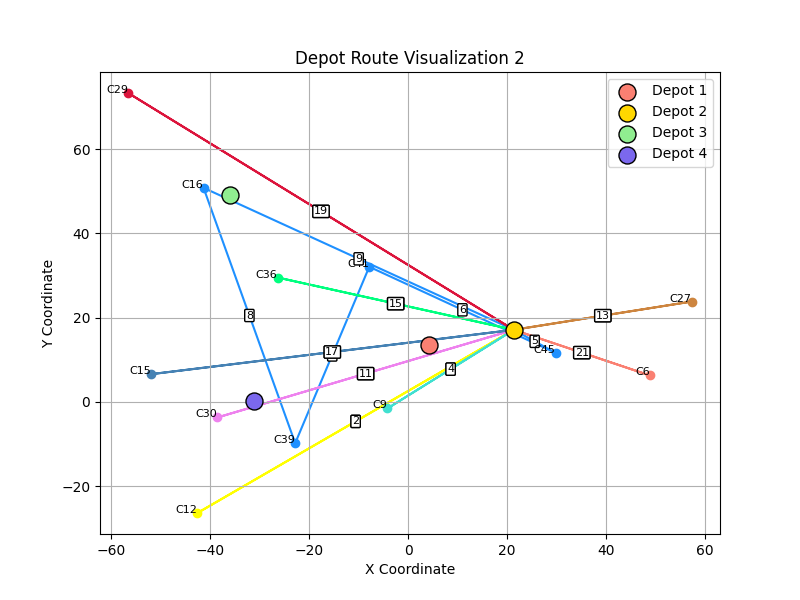 Depot Route Visualization 2
Depot 1
Depot 2
Depot 3
Depot 4
Y Coordinate
60
40
20
0
−20
C29
19
C16
9
C36
15
6
C27
13
8
5
C45
21
C6
17
C15
11
4
C9
C30
2
C39
C12
−60
−40
−20
0
20
40
60
X Coordinate